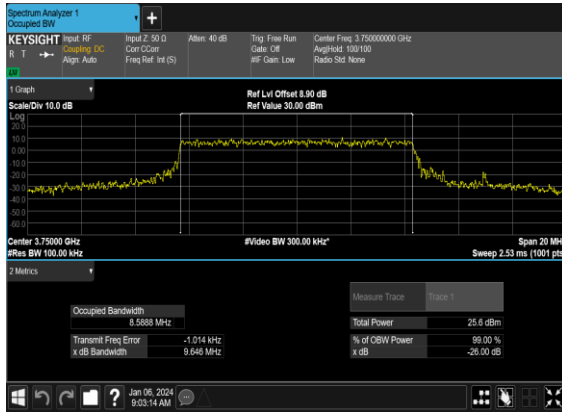 Spectrum Analyzer 1
Occupied BW
+
KEYSIGHT Input: RF Input Z: 50 Ω Atten: 40 dB Trig: Free Run Center Freq: 3.750000000 GHz
R T Coupling: DC Corr CCorr Gate: Off Avg|Hold: 100/100
Align: Auto Freq Ref: Int (S) #IF Gain: Low Radio Std: None
1 Graph
Ref Lvl Offset 8.90 dB
Scale/Div 10.0 dB Ref Value 30.00 dBm
Log
20.0
10.0
0.00
-10.0
-20.0
-30.0
-40.0
-50.0
-60.0
Center 3.75000 GHz #Video BW 300.00 kHz* Span 20 MH
#Res BW 100.00 kHz Sweep 2.53 ms (1001 pts
2 Metrics
Measure Trace Trace 1
Occupied Bandwidth
8.5888 MHz Total Power 25.6 dBm
Transmit Freq Error -1.014 kHz % of OBW Power 99.00 %
x dB Bandwidth 9.646 MHz x dB -26.00 dB
? Jan 06, 2024
9:03:14 AM